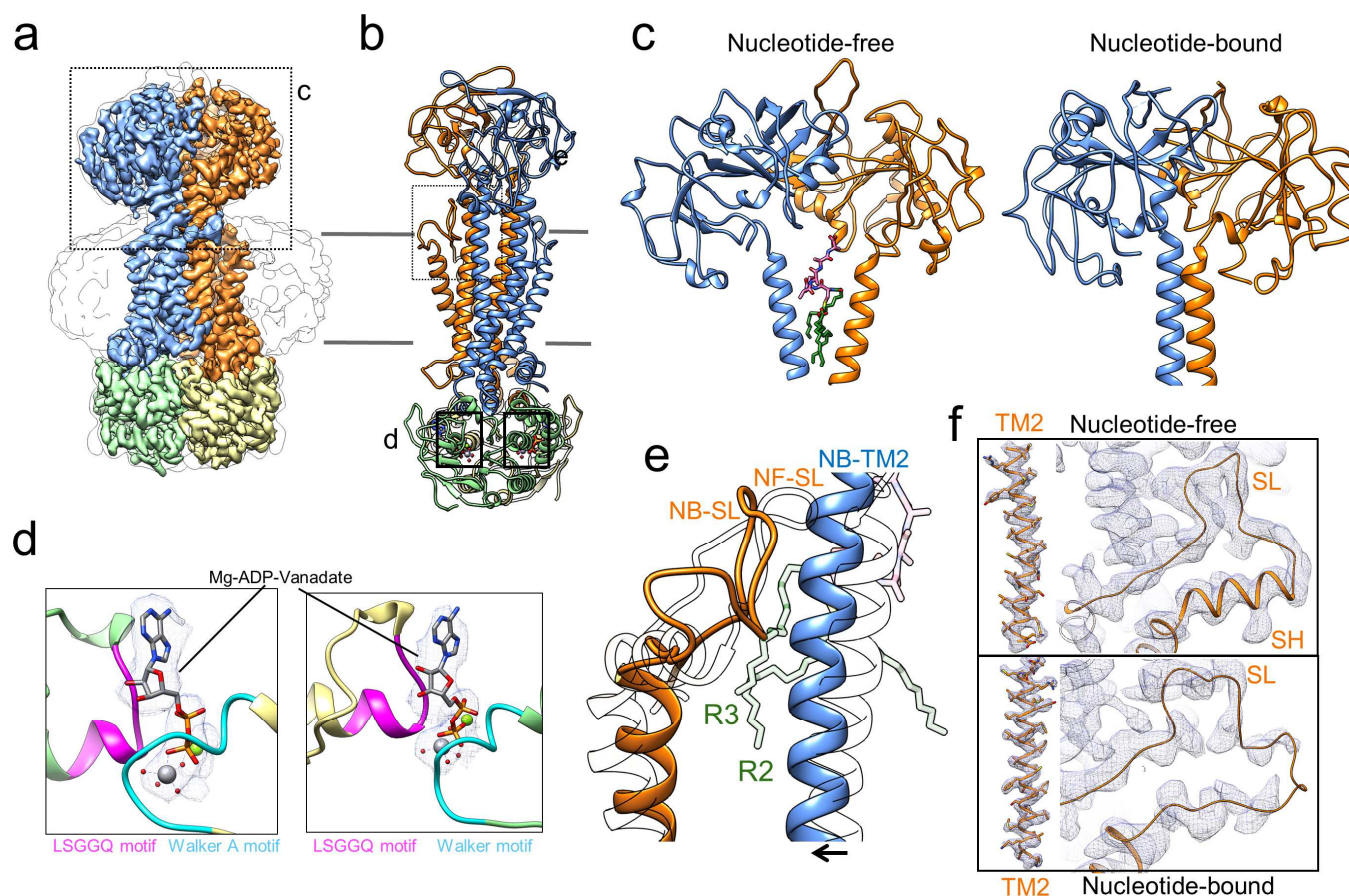 a
c
b
e
d
c
Nucleotide-free
Nucleotide-bound
d
Mg-ADP-Vanadate
LSGGQ motif
Walker A motif
LSGGQ motif
Walker motif
e
NB-TM2
NF-SL
NB-SL
R3
R2
f
TM2
Nucleotide-free
SL
SH
SL
TM2
Nucleotide-bound